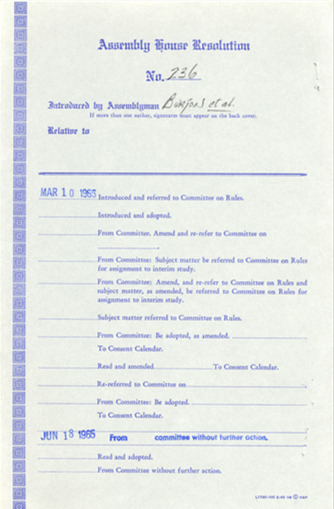 Assembly House Resolution
No. 236
Introduced by Assemblyman Burford et al.
If more than one author, signatures must appear on the back cover.
Relative to
MAR 10 1965 Introduced and referred to Committee on Rules.
Introduced and adopted.
From Committee, Amend and re-refer to Committee on
From Committee: Subject matter be referred to Committee on Rules
for assignment to interim study.
From Committee: Amend, and re-refer to Committee on Rules and
subject matter, as amended, be referred to Committee on Rules for
assignment to interim study.
Subject matter referred to Committee on Rules.
From Committee: Be adopted, as amended.
To Consent Calendar.
Read and amended To Consent Calendar.
Re-referred to Committee on
From Committee: Be adopted.
To Consent Calendar.
JUN 18 1965 From committee without further action.
Read and adopted.
From Committee without further action.